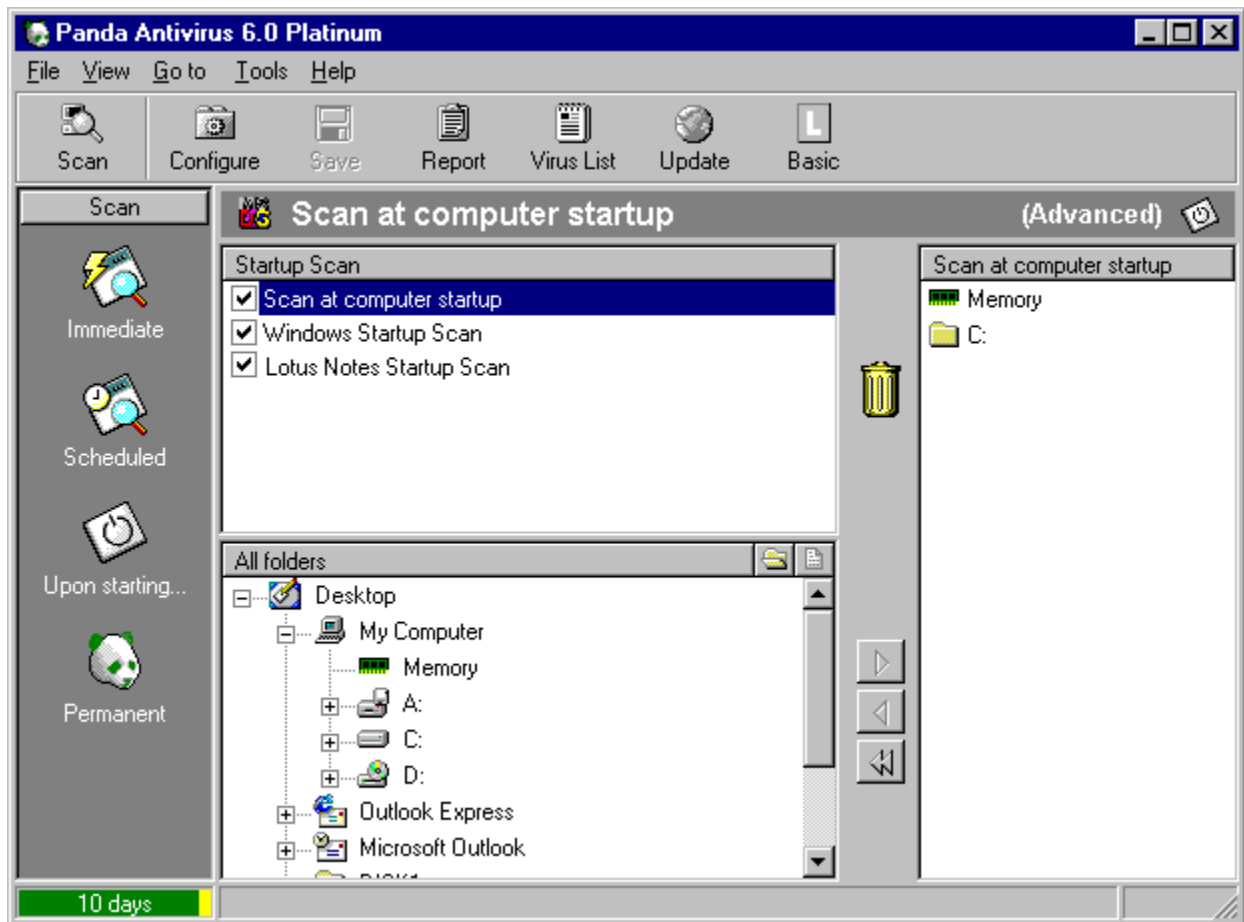 Panda Antivirus 6.0 Platinum
File View Go to Tools Help
Scan Configure Save Report Virus List Update L Basic
Scan
Immediate
Scheduled
Upon starting...
Permanent
Scan at computer startup (Advanced)
Startup Scan
Scan at computer startup
Windows Startup Scan
Lotus Notes Startup Scan
All folders
Desktop
My Computer
Memory
A:
C:
D:
Outlook Express
Microsoft Outlook
Scan at computer startup
Memory
C:
10 days